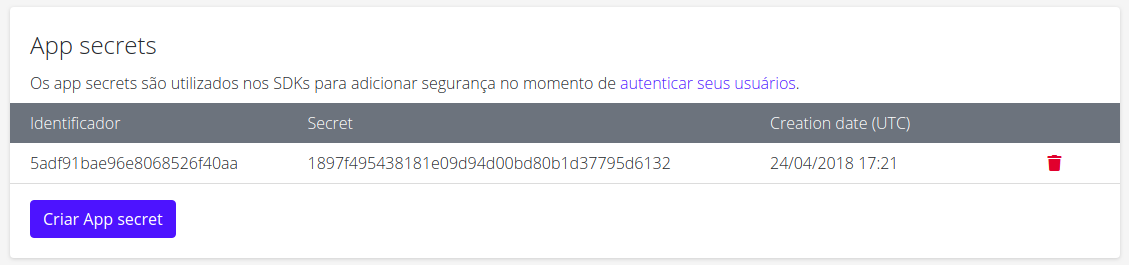 App secrets
Os app secrets são utilizados nos SDKs para adicionar segurança no momento de autenticar seus usuários.
Identificador Secret Creation date (UTC)
5adf91bae96e8068526f40aa 1897f495438181e09d94d00bd80b1d37795d6132 24/04/2018 17:21
Criar App secret